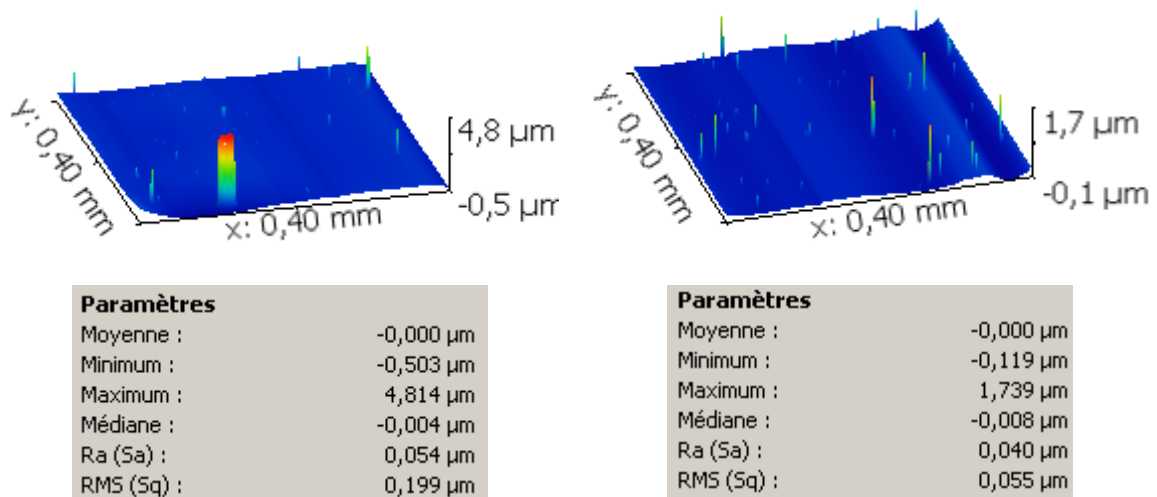 4,8 µm
-0,5 µm
y: 0,40 mm
x: 0,40 mm
1,7 µm
-0,1 µm
y: 0,40 mm
x: 0,40 mm
Paramètres
Moyenne : -0,000 µm
Minimum : -0,503 µm
Maximum : 4,814 µm
Médiane : -0,004 µm
Ra (Sa) : 0,054 µm
RMS (Sq) : 0,199 µm
Paramètres
Moyenne : -0,000 µm
Minimum : -0,119 µm
Maximum : 1,739 µm
Médiane : -0,008 µm
Ra (Sa) : 0,040 µm
RMS (Sq) : 0,055 µm